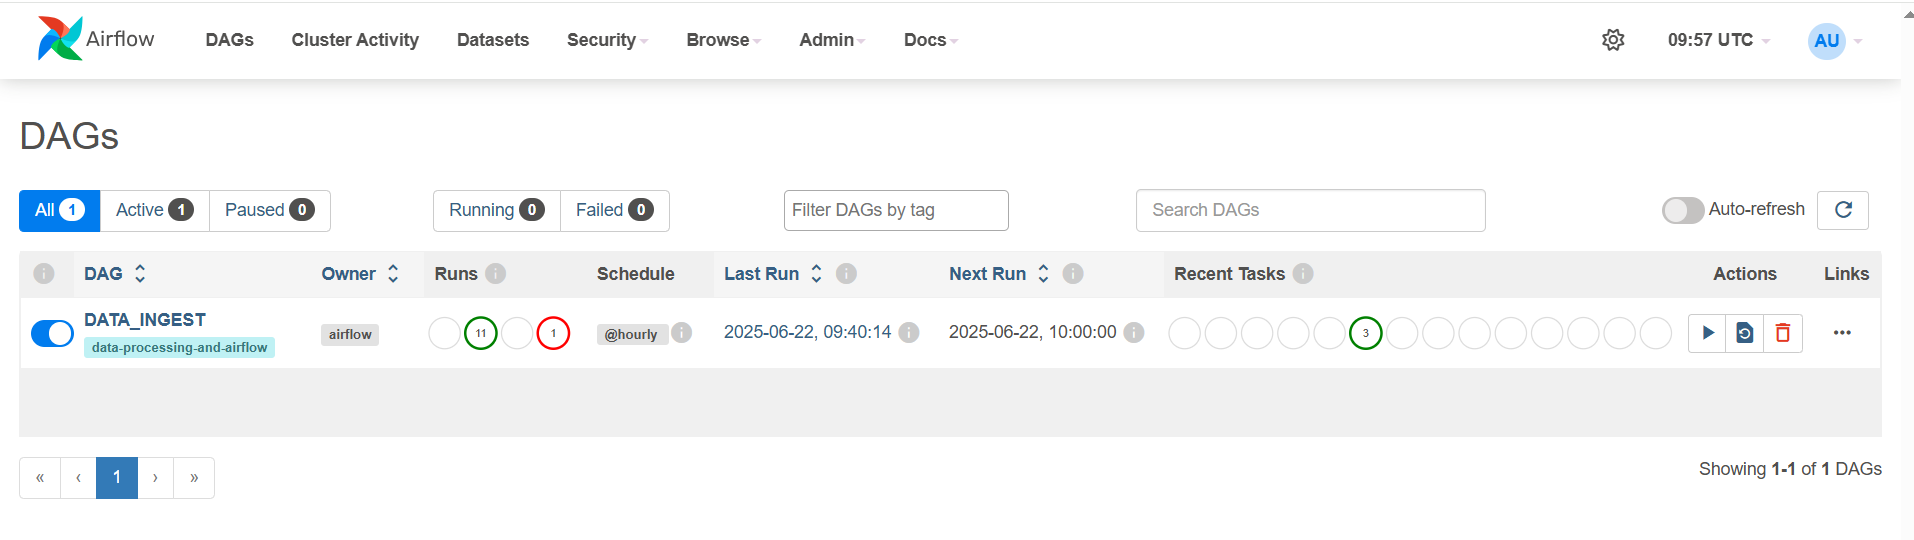 Airflow DAGs Cluster Activity Datasets Security Browse Admin Docs 09:57 UTC AU
DAGs
All 1 Active 1 Paused 0 Running 0 Failed 0 Filter DAGs by tag Search DAGs Auto-refresh
i DAG Owner Runs i Schedule Last Run i Next Run i Recent Tasks i Actions Links
DATA_INGEST
data-processing-and-airflow
airflow 11 1 @hourly i 2025-06-22, 09:40:14 i 2025-06-22, 10:00:00 i 3 ···
« ‹ 1 › »
Showing 1-1 of 1 DAGs